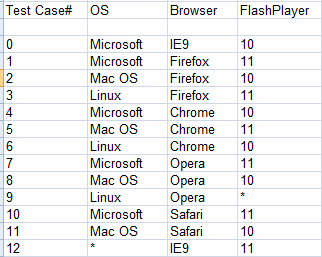 Test Case# OS Browser FlashPlayer
0 Microsoft IE9 10
1 Microsoft Firefox 11
2 Mac OS Firefox 10
3 Linux Firefox 11
4 Microsoft Chrome 10
5 Mac OS Chrome 11
6 Linux Chrome 10
7 Microsoft Opera 11
8 Mac OS Opera 10
9 Linux Opera *
10 Microsoft Safari 11
11 Mac OS Safari 10
12 * IE9 11